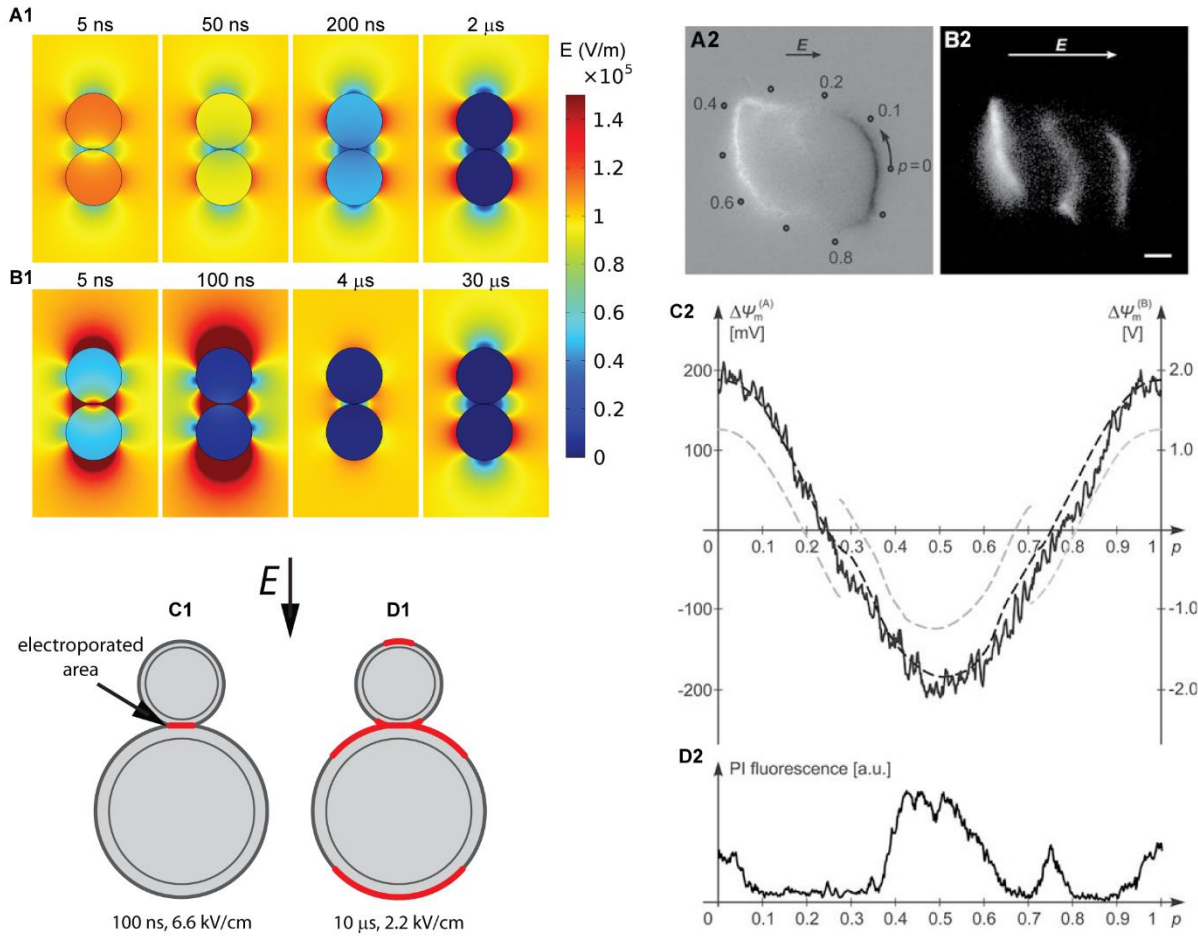 A1
5 ns 50 ns 200 ns 2 μs
E (V/m)
×10⁵
1.4
1.2
1
0.8
0.6
0.4
0.2
0
B1
5 ns 100 ns 4 μs 30 μs
E
C1 D1
electroporated
area
100 ns, 6.6 kV/cm 10 μs, 2.2 kV/cm
A2
E
0.2
0.4
0.1
p=0
0.6
0.8
B2
E
C2
ΔΨm(A)
[mV]
ΔΨm(B)
[V]
200 2.0
100 1.0
0 0.1 0.2 0.3 0.4 0.5 0.6 0.7 0.8 0.9 1 p
-100 -1.0
-200 -2.0
D2
PI fluorescence [a.u.]
0 0.1 0.2 0.3 0.4 0.5 0.6 0.7 0.8 0.9 1 p